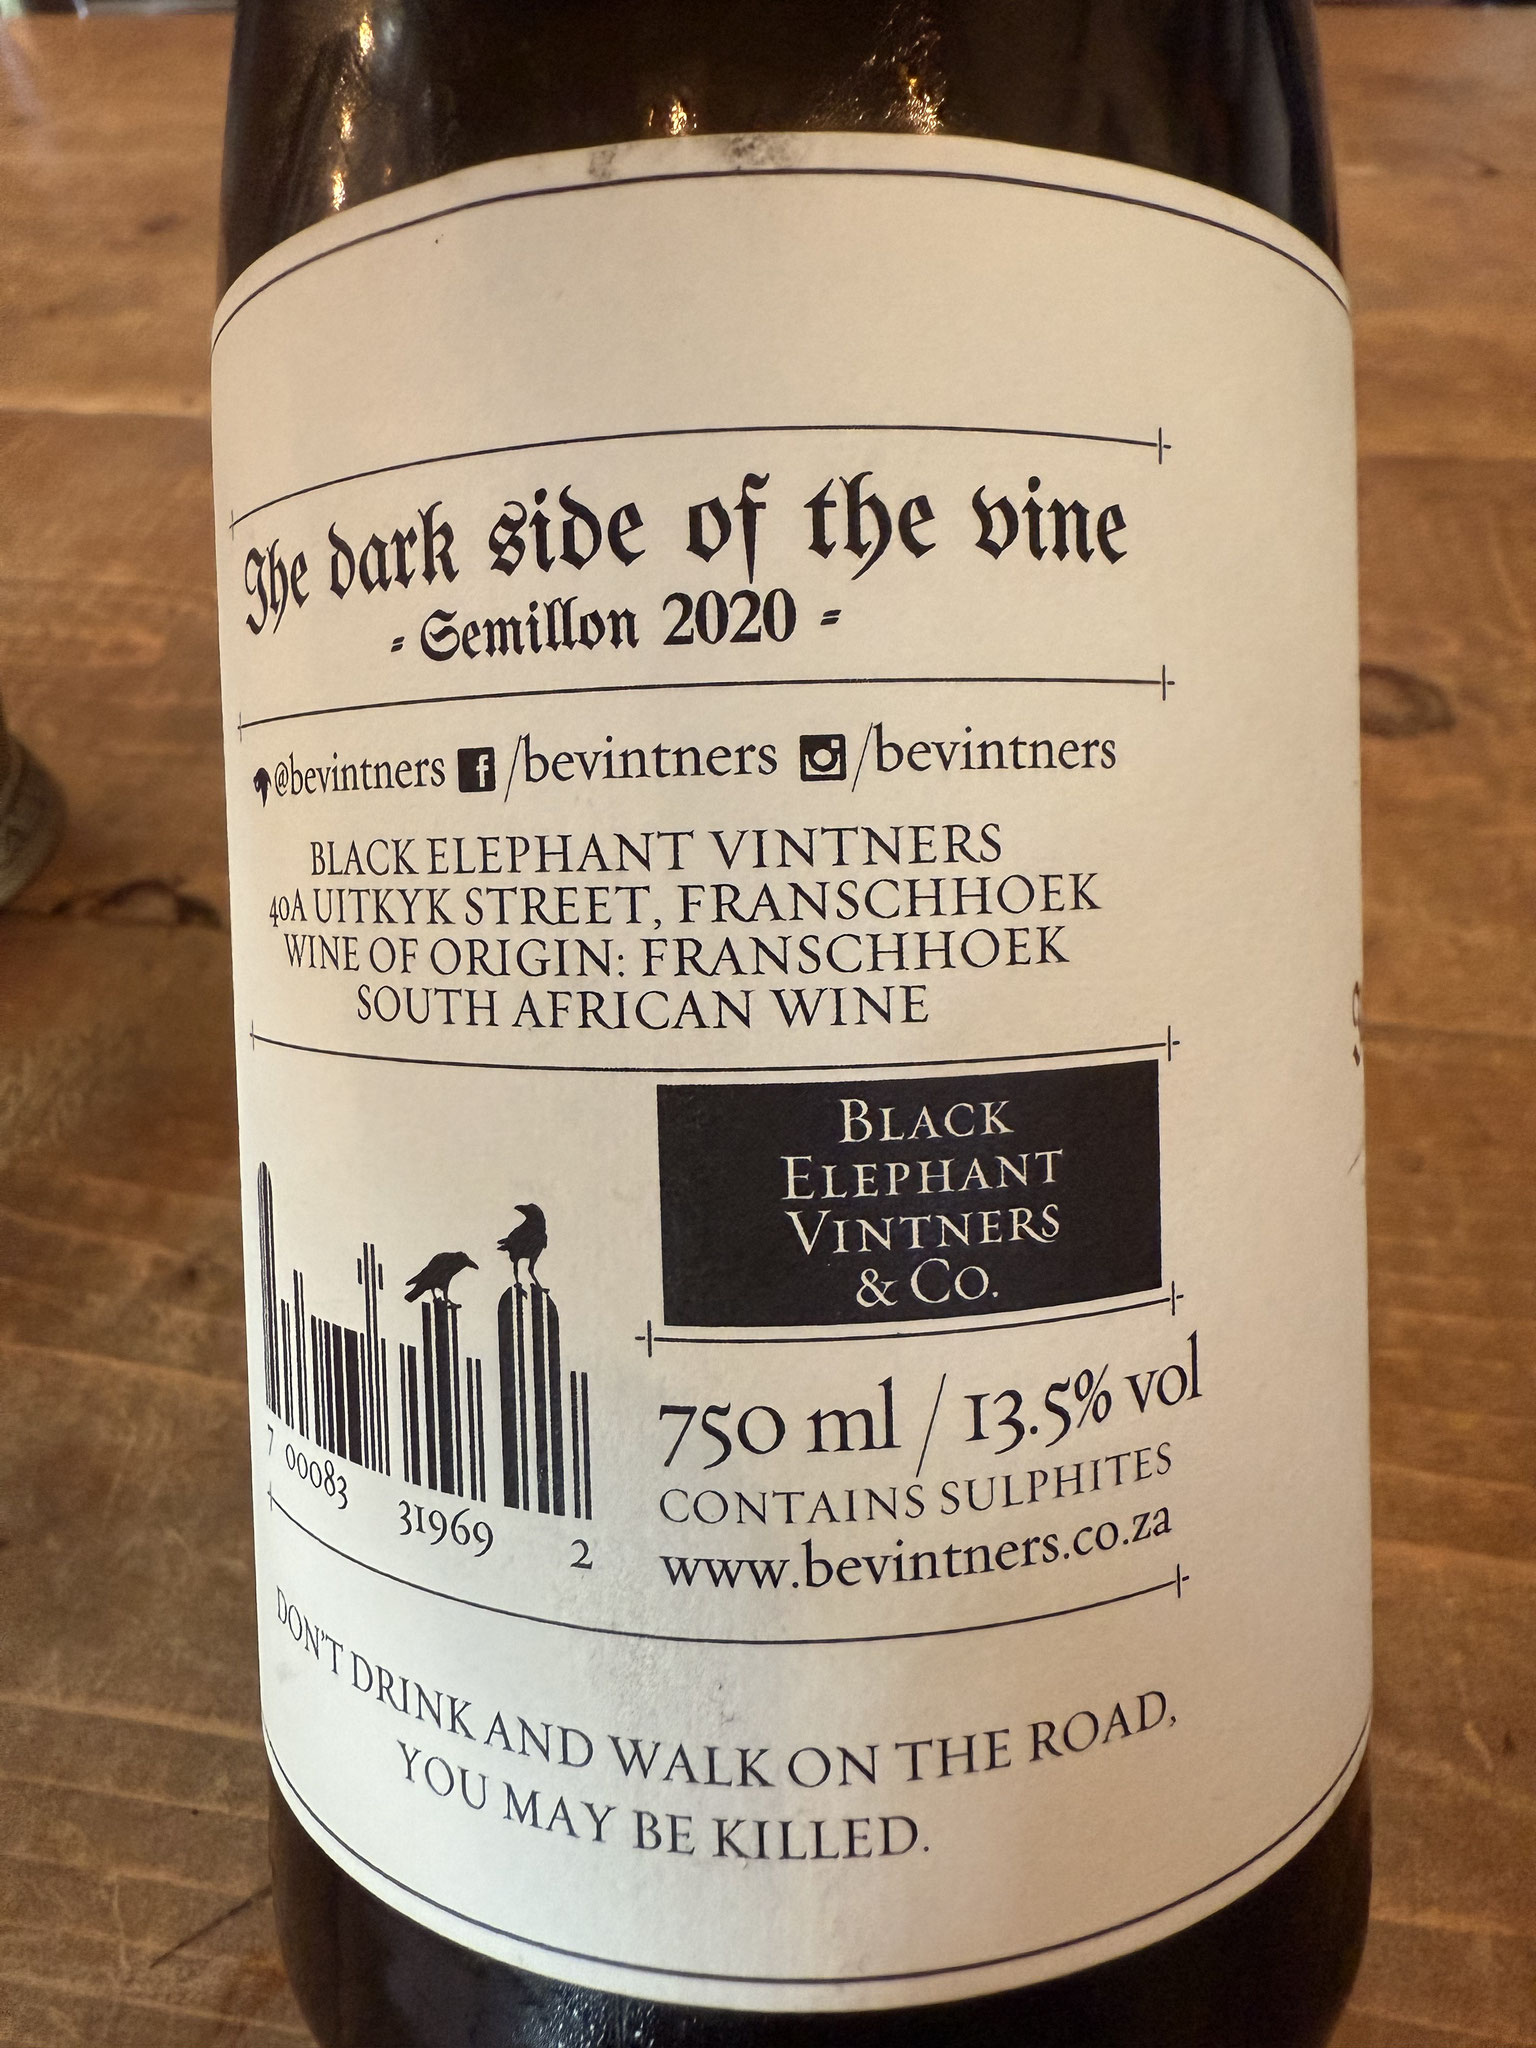 The dark side of the vine
= Semillon 2020 =
@bevintners /bevintners /bevintners
BLACK ELEPHANT VINTNERS
40A UITKYK STREET, FRANSCHHOEK
WINE OF ORIGIN: FRANSCHHOEK
SOUTH AFRICAN WINE
BLACK
ELEPHANT
VINTNERS
& CO.
750 ml / 13.5% vol
CONTAINS SULPHITES
www.bevintners.co.za
7 00083 31969 2
DON'T DRINK AND WALK ON THE ROAD,
YOU MAY BE KILLED.